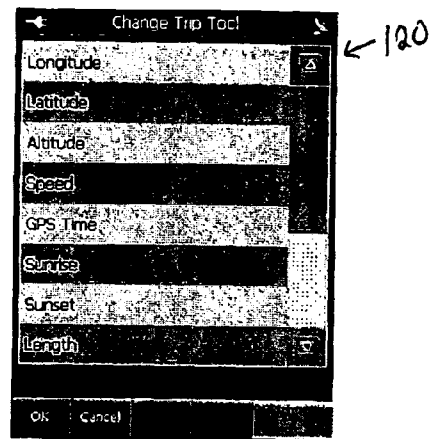 Change Trip Tool
120
Longitude
Latitude
Altitude
Speed
GPS Time
Sunrise
Sunset
Length
OK Cancel